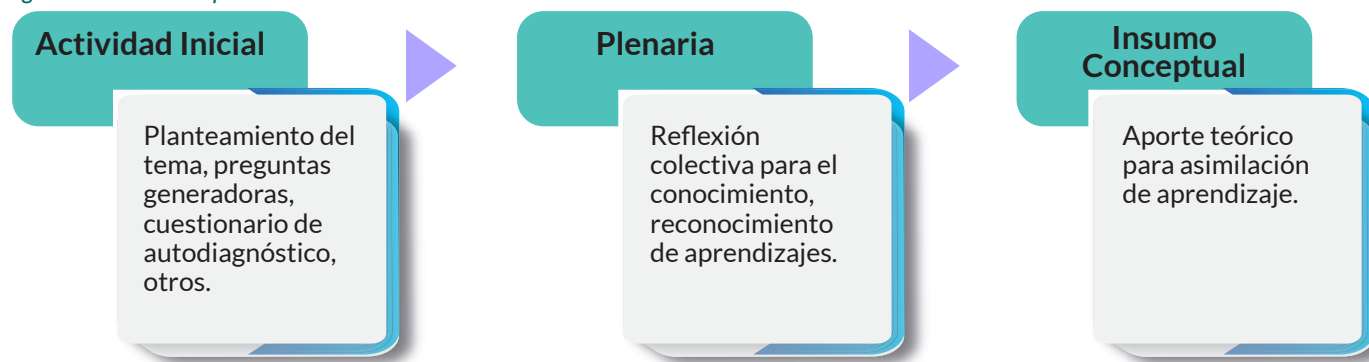 Actividad Inicial
Planteamiento del
tema, preguntas
generadoras,
cuestionario de
autodiagnóstico,
otros.
Plenaria
Reflexión
colectiva para el
conocimiento,
reconocimiento
de aprendizajes.
Insumo
Conceptual
Aporte teórico
para asimilación
de aprendizaje.